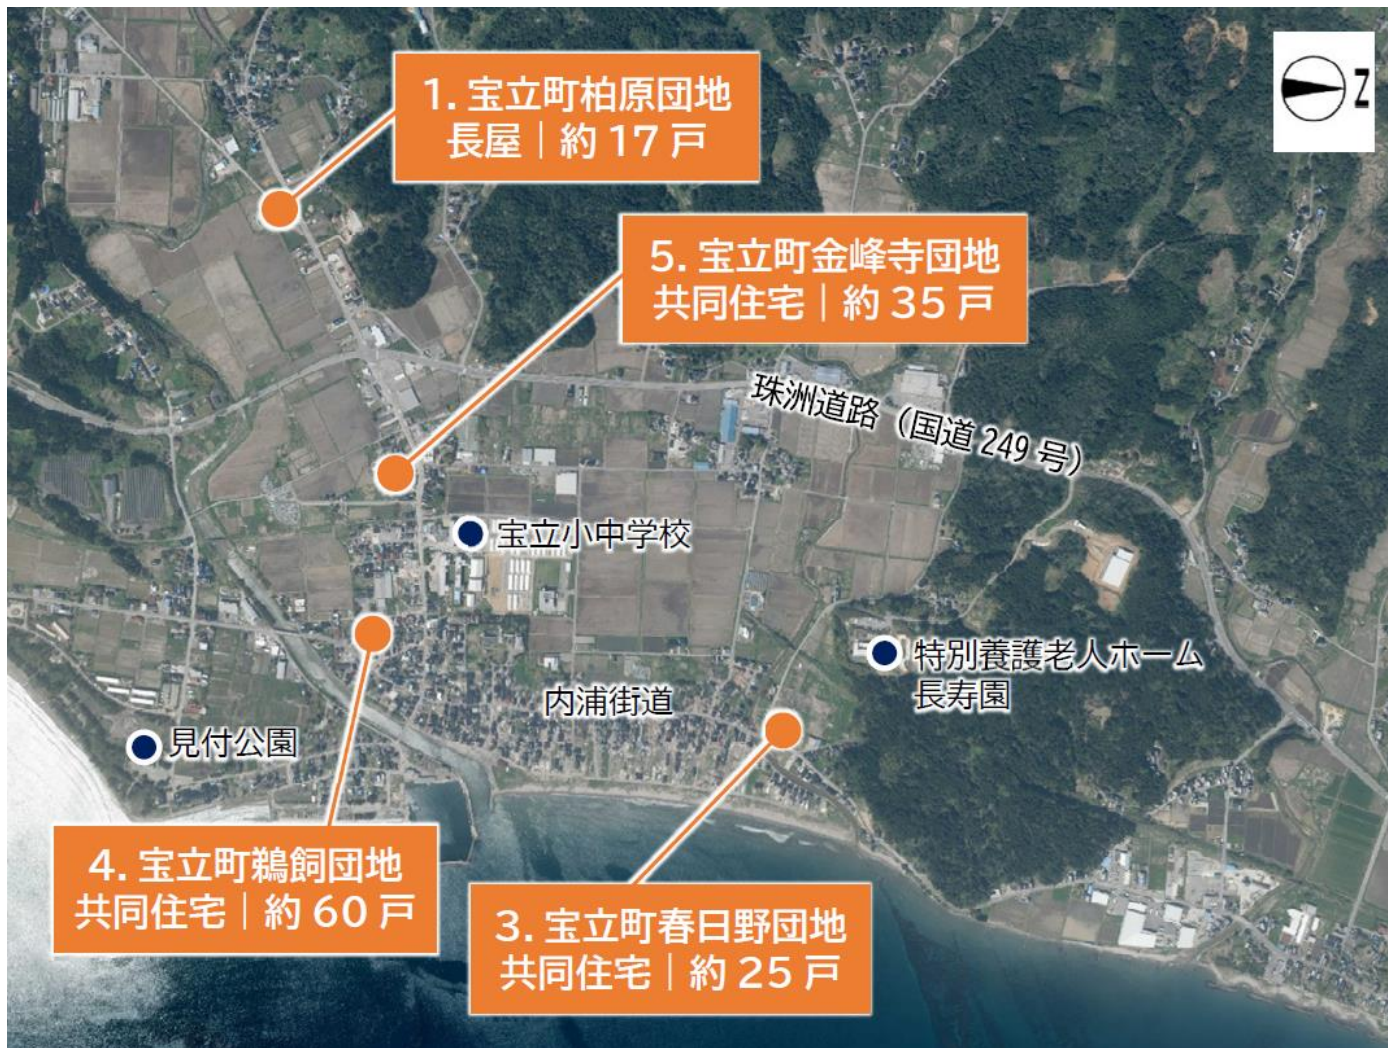 1. 宝立町柏原団地
長屋｜約 17 戸
Z
5. 宝立町金峰寺団地
共同住宅｜約 35 戸
珠洲道路（国道 249 号）
宝立小中学校
特別養護老人ホーム
長寿園
内浦街道
見付公園
4. 宝立町鵜飼団地
共同住宅｜約 60 戸
3. 宝立町春日野団地
共同住宅｜約 25 戸